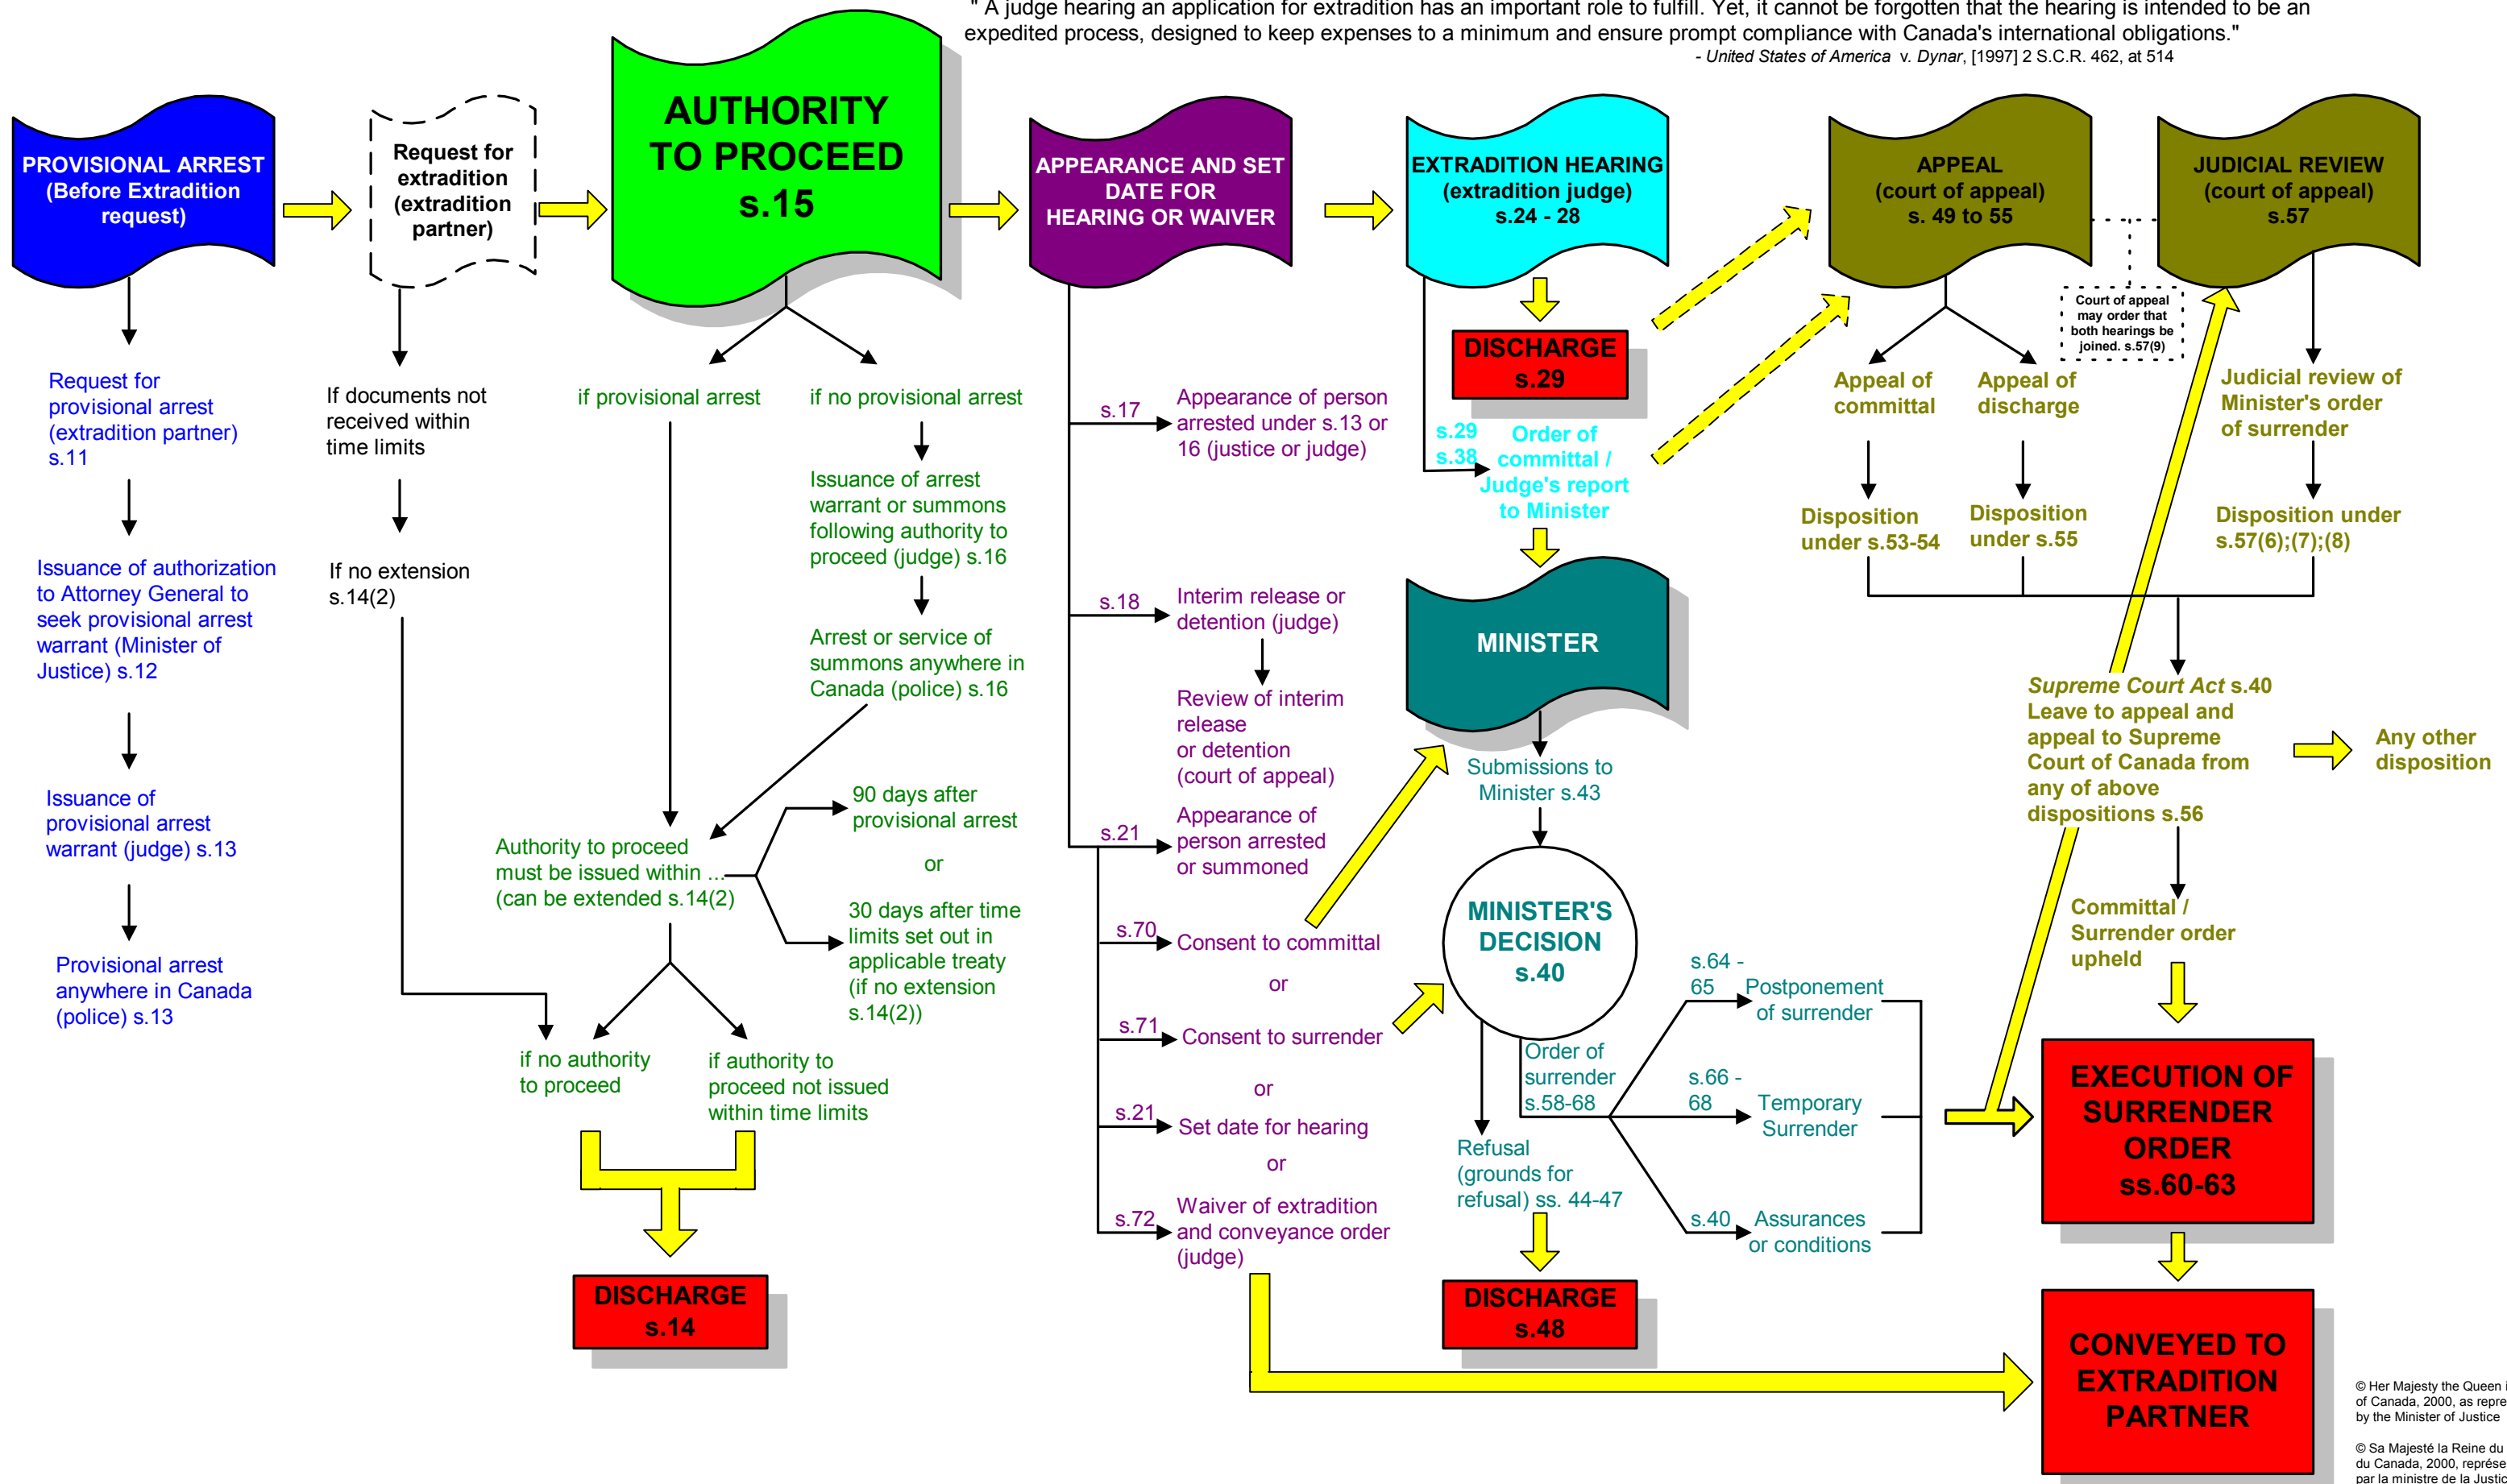 " A judge hearing an application for extradition has an important role to fulfill. Yet, it cannot be forgotten that the hearing is intended to be an
expedited process, designed to keep expenses to a minimum and ensure prompt compliance with Canada's international obligations."
- United States of America v. Dynar, [1997] 2 S.C.R. 462, at 514
PROVISIONAL ARREST
(Before Extradition
request)
Request for
provisional arrest
(extradition partner)
s.11
Issuance of authorization
to Attorney General to
seek provisional arrest
warrant (Minister of
Justice) s.12
Issuance of
provisional arrest
warrant (judge) s.13
Provisional arrest
anywhere in Canada
(police) s.13
Request for
extradition
(extradition
partner)
If documents not
received within
time limits
If no extension
s.14(2)
AUTHORITY
TO PROCEED
s.15
if provisional arrest
if no provisional arrest
Issuance of arrest
warrant or summons
following authority to
proceed (judge) s.16
Arrest or service of
summons anywhere in
Canada (police) s.16
Authority to proceed
must be issued within ...
(can be extended s.14(2)
90 days after
provisional arrest
or
30 days after time
limits set out in
applicable treaty
(if no extension
s.14(2))
if no authority
to proceed
if authority to
proceed not issued
within time limits
DISCHARGE
s.14
APPEARANCE AND SET
DATE FOR
HEARING OR WAIVER
s.17
Appearance of person
arrested under s.13 or
16 (justice or judge)
s.18
Interim release or
detention (judge)
Review of interim
release
or detention
(court of appeal)
s.21
Appearance of
person arrested
or summoned
s.70
Consent to committal
or
s.71
Consent to surrender
or
s.21
Set date for hearing
or
s.72
Waiver of extradition
and conveyance order
(judge)
EXTRADITION HEARING
(extradition judge)
s.24 - 28
DISCHARGE
s.29
s.29
s.38
Order of
committal /
Judge's report
to Minister
MINISTER
Submissions to
Minister s.43
MINISTER'S
DECISION
s.40
Refusal
(grounds for
refusal) ss. 44-47
DISCHARGE
s.48
Order of
surrender
s.58-68
s.64 -
65
Postponement
of surrender
s.66 -
68
Temporary
Surrender
s.40
Assurances
or conditions
APPEAL
(court of appeal)
s. 49 to 55
Appeal of
committal
Appeal of
discharge
Disposition
under s.53-54
Disposition
under s.55
Court of appeal
may order that
both hearings be
joined. s.57(9)
JUDICIAL REVIEW
(court of appeal)
s.57
Judicial review of
Minister's order
of surrender
Disposition under
s.57(6);(7);(8)
Supreme Court Act s.40
Leave to appeal and
appeal to Supreme
Court of Canada from
any of above
dispositions s.56
Any other
disposition
Committal /
Surrender order
upheld
EXECUTION OF
SURRENDER
ORDER
ss.60-63
CONVEYED TO
EXTRADITION
PARTNER
© Her Majesty the Queen
of Canada, 2000, as
by the Minister of Justice
© Sa Majesté la Reine du
du Canada, 2000,
par la ministre de la